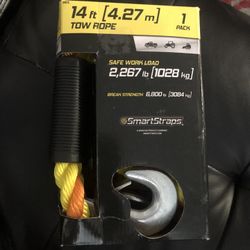 14 ft [4.27 m]
1
TOW ROPE
PACK
SAFE WORK LOAD
2,267 lb [1028 kg]
BREAK STRENGTH 6,800 lb [3084 kg]
SmartStraps